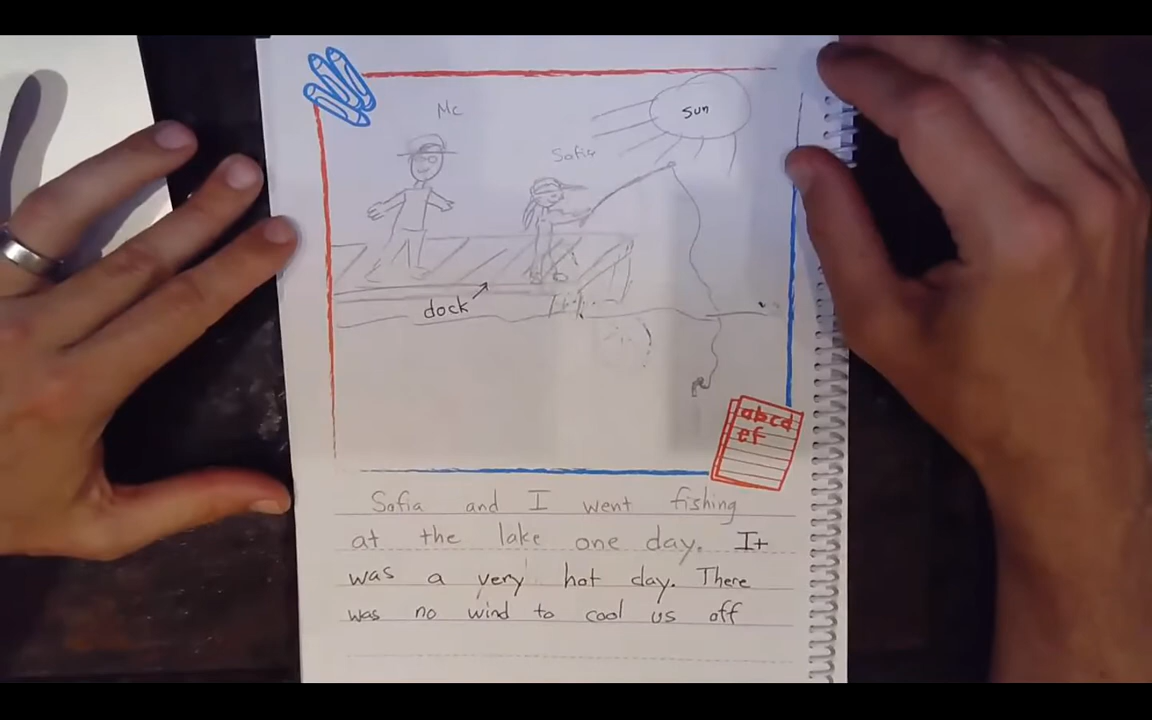 Me
sun
Sofia
dock
abcd
ef
Sofia and I went fishing
at the lake one day. It
was a very hot day. There
was no wind to cool us off